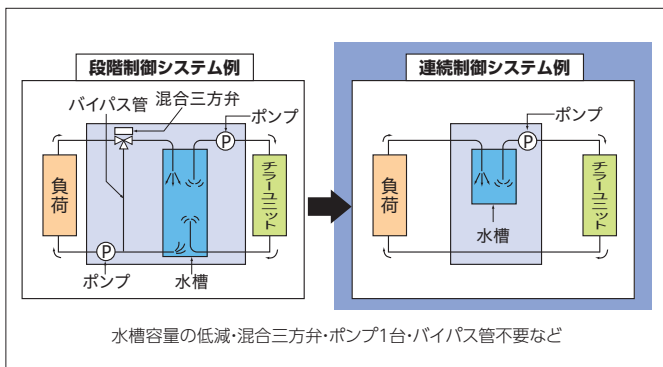 段階制御システム例
連続制御システム例
混合三方弁
バイパス管
ポンプ
P
負荷
チラーユニット
P
ポンプ
水槽
ポンプ
P
負荷
チラーユニット
水槽
水槽容量の低減・混合三方弁・ポンプ1台・バイパス管不要など